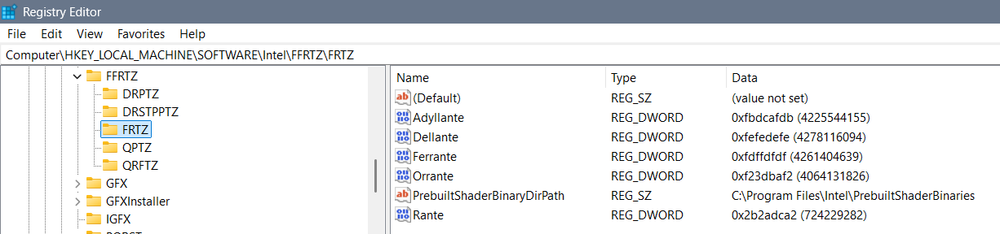 Registry Editor
File Edit View Favorites Help
Computer\HKEY_LOCAL_MACHINE\SOFTWARE\Intel\FFRTZ\FRTZ
FFRTZ
DRPTZ
DRSTPPTZ
FRTZ
QPTZ
QRFTZ
GFX
GFXInstaller
IGFX
Name Type Data
(Default) REG_SZ (value not set)
Adyllante REG_DWORD 0xfbdcafdb (4225544155)
Dellante REG_DWORD 0xfefedefe (4278116094)
Ferrante REG_DWORD 0xfdffdfdf (4261404639)
Orrante REG_DWORD 0xf23dbaf2 (4064131826)
PrebuiltShaderBinaryDirPath REG_SZ C:\Program Files\Intel\PrebuiltShaderBinaries
Rante REG_DWORD 0x2b2adca2 (724229282)